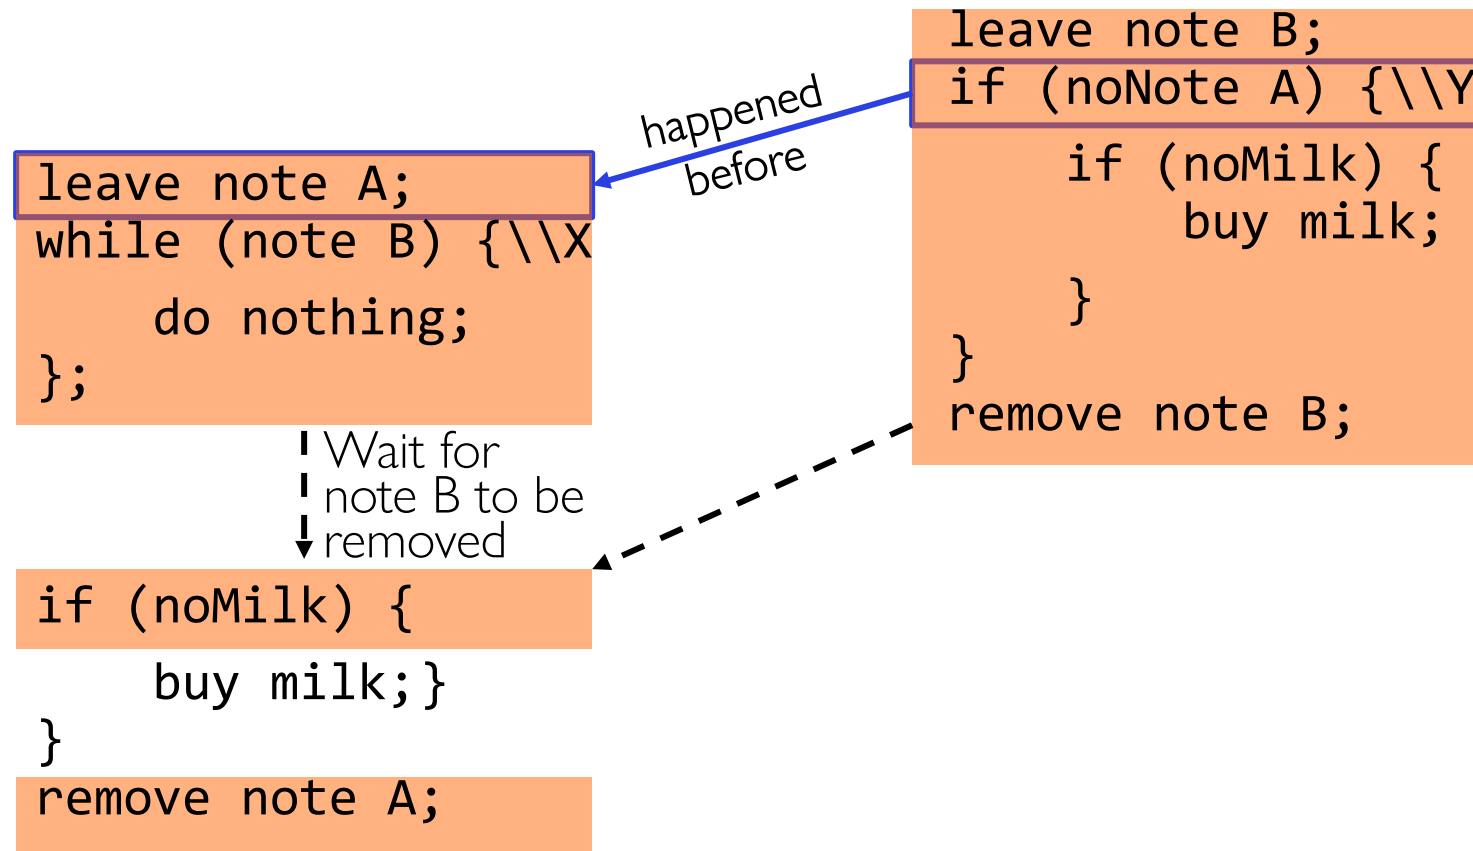 leave note B;
if (noNote A) {\\Y
if (noMilk) {
buy milk;
}
}
remove note B;
happened
before
leave note A;
while (note B) {\\X
do nothing;
};
Wait for
note B to be
removed
if (noMilk) {
buy milk;}
}
remove note A;